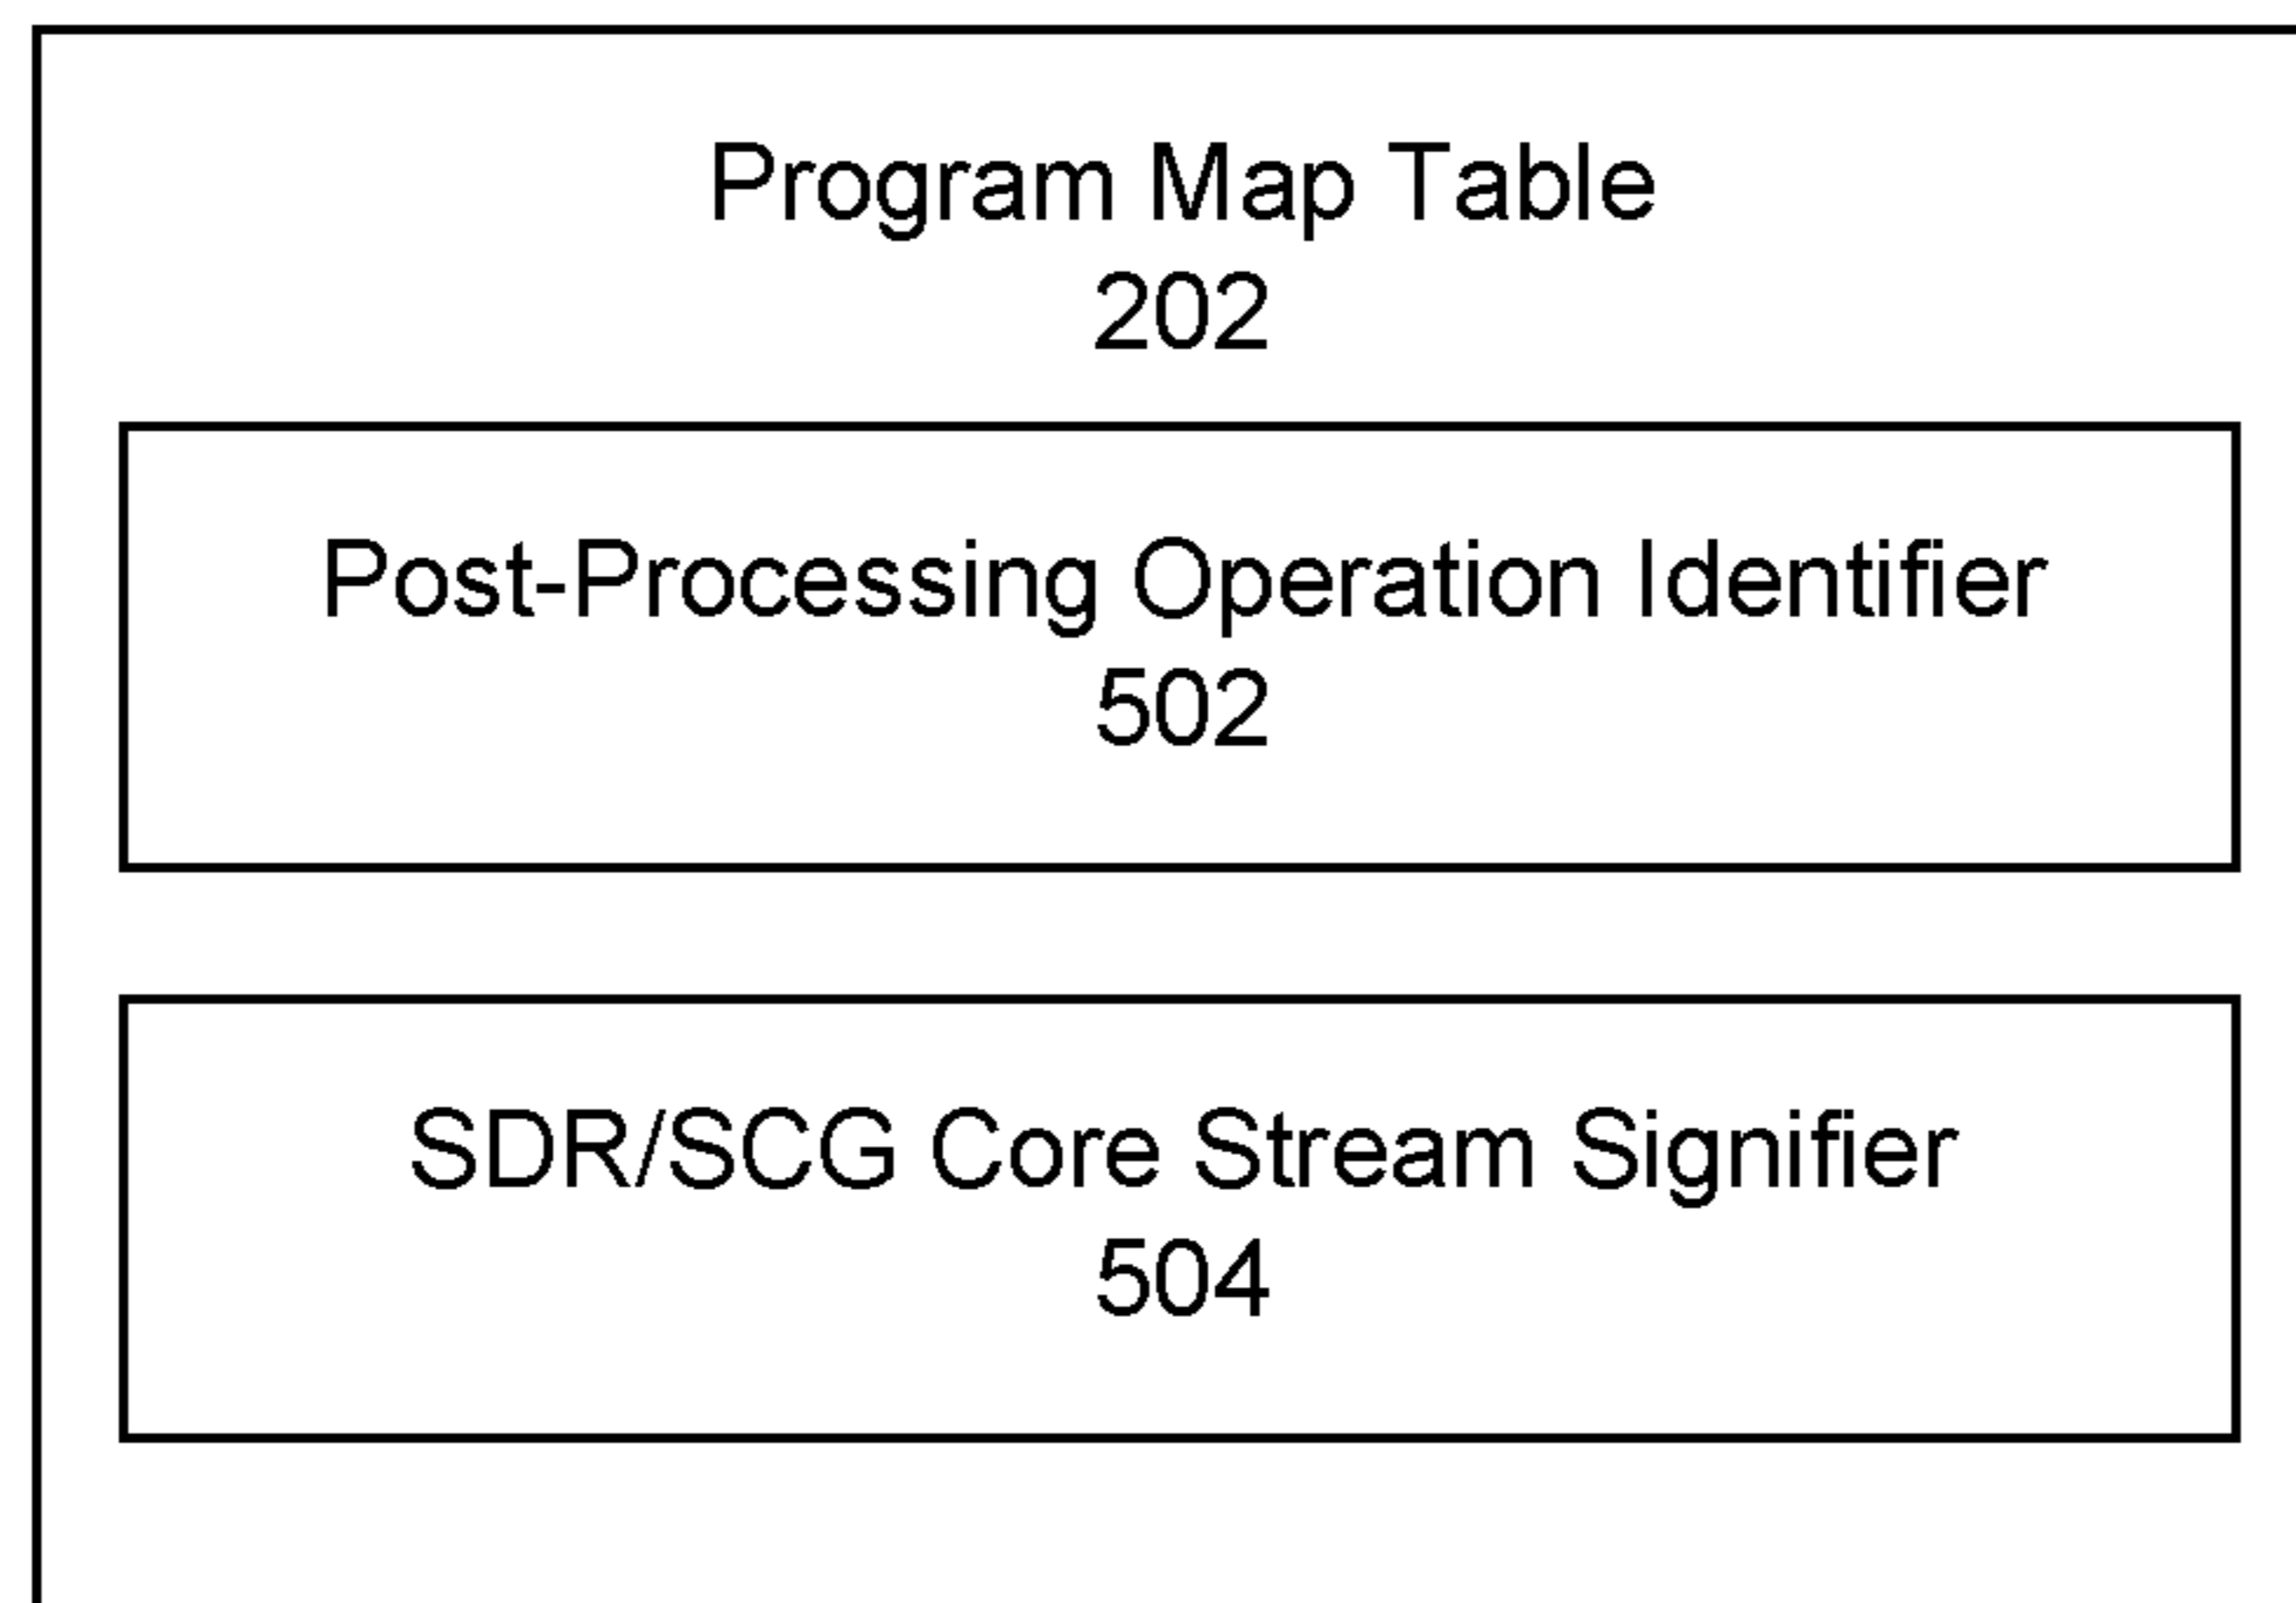 Program Map Table
202
Post-Processing Operation Identifier
502
SDR/SCG Core Stream Signifier
504